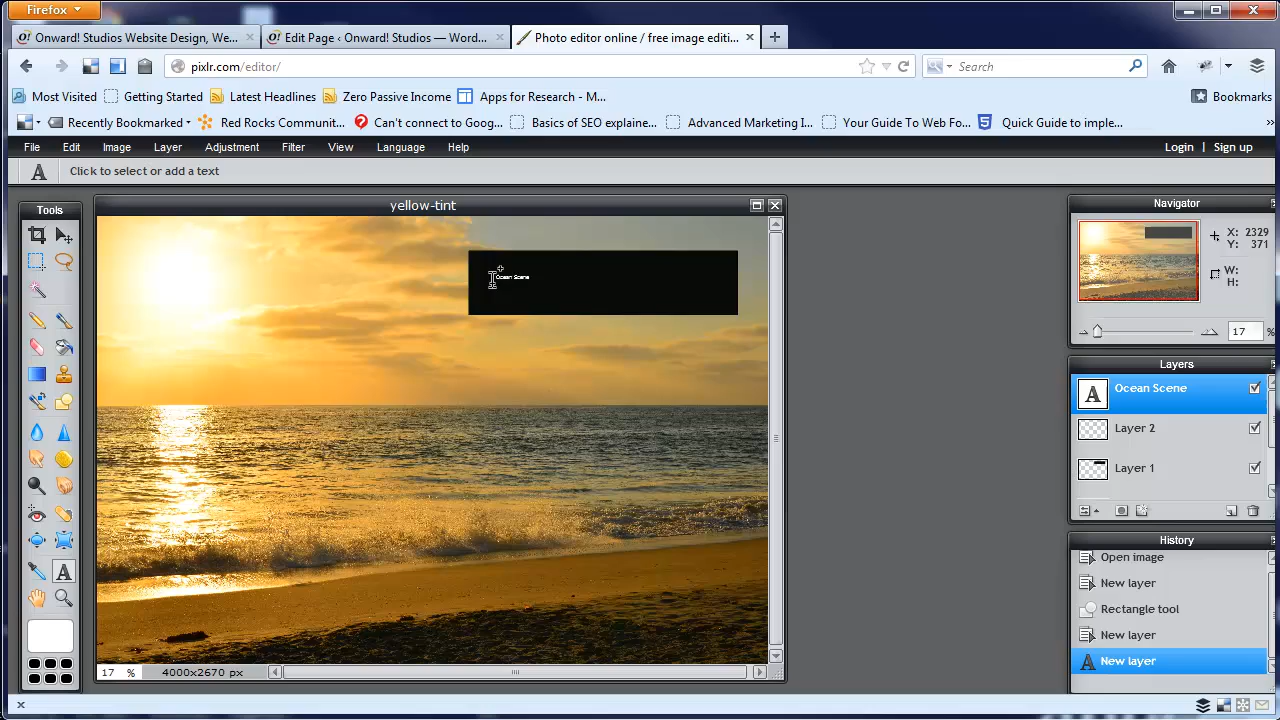 Firefox
Onward! Studios Website Design, We...
Edit Page ‹ Onward! Studios — Word...
Photo editor online / free image editi...
pixlr.com/editor/
Search
Most Visited
Getting Started
Latest Headlines
Zero Passive Income
Apps for Research - M...
Bookmarks
Recently Bookmarked
Red Rocks Communit...
Can't connect to Goog...
Basics of SEO explaine...
Advanced Marketing I...
Your Guide To Web Fo...
Quick Guide to imple...
File Edit Image Layer Adjustment Filter View Language Help
Login | Sign up
A Click to select or add a text
Tools
yellow-tint
Navigator
X: 2329
Y: 371
W:
H:
17 %
Ocean Scene
Layers
A Ocean Scene
Layer 2
Layer 1
History
Open image
New layer
Rectangle tool
New layer
A New layer
A
17 % 4000x2670 px